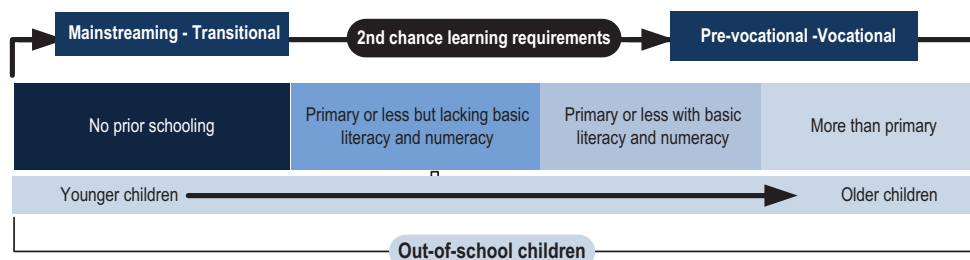 Mainstreaming - Transitional
2nd chance learning requirements
Pre-vocational -Vocational
No prior schooling
Primary or less but lacking basic
literacy and numeracy
Primary or less with basic
literacy and numeracy
More than primary
Younger children
Older children
Out-of-school children